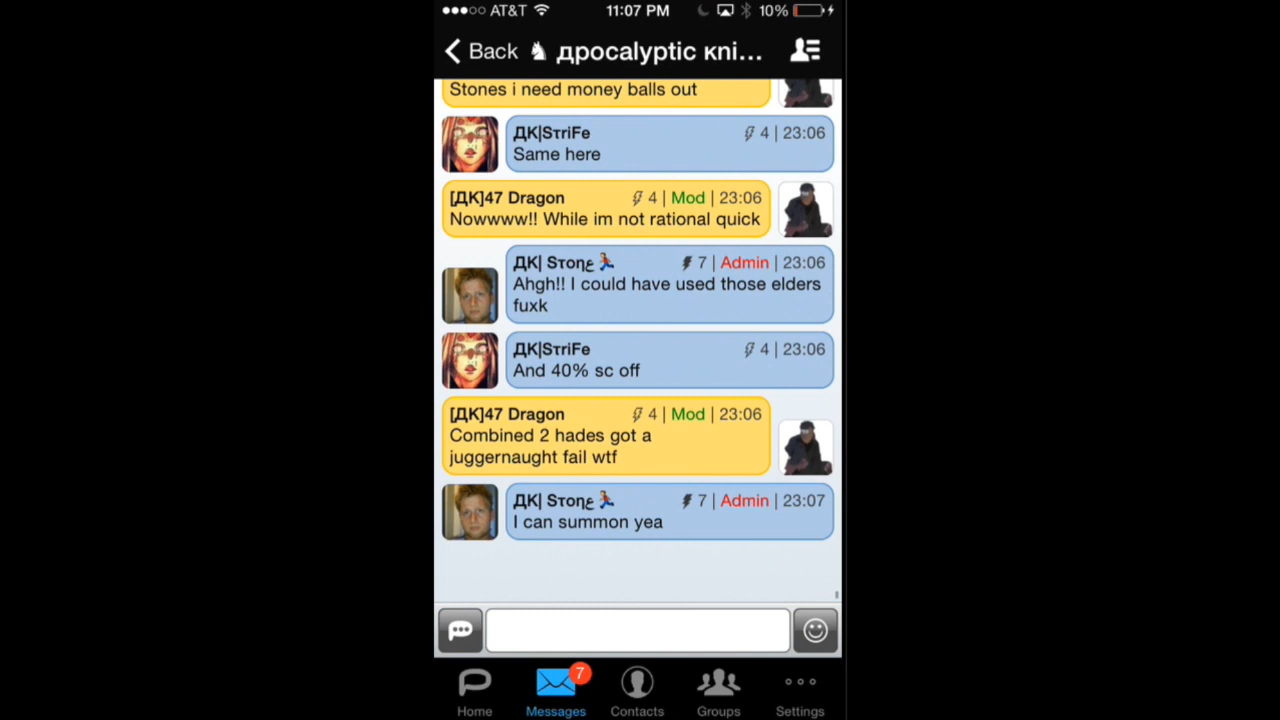 AT&T 11:07 PM 10%
Back ♞ дpocalyptic кni...
Stones i need money balls out
ДК|SтriFe 4 | 23:06
Same here
[ДК]47 Dragon 4 | Mod | 23:06
Nowwww!! While im not rational quick
ДК| Sтoηع🏃 7 | Admin | 23:06
Ahgh!! I could have used those elders
fuxk
ДК|SтriFe 4 | 23:06
And 40% sc off
[ДК]47 Dragon 4 | Mod | 23:06
Combined 2 hades got a
juggernaught fail wtf
ДК| Sтoηع🏃 7 | Admin | 23:07
I can summon yea
7
Home Messages Contacts Groups Settings